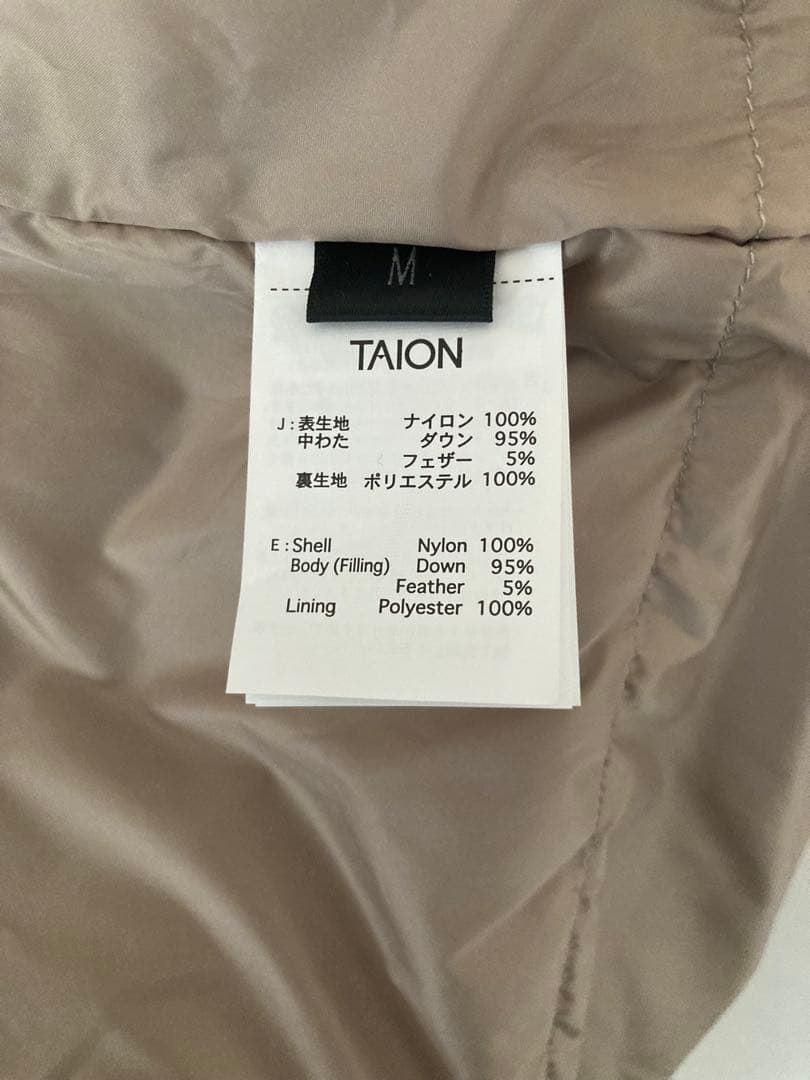 M
TAION
J : 表生地 ナイロン 100%
中わた ダウン 95%
フェザー 5%
裏生地 ポリエステル 100%
E : Shell Nylon 100%
Body (Filling) Down 95%
Feather 5%
Lining Polyester 100%